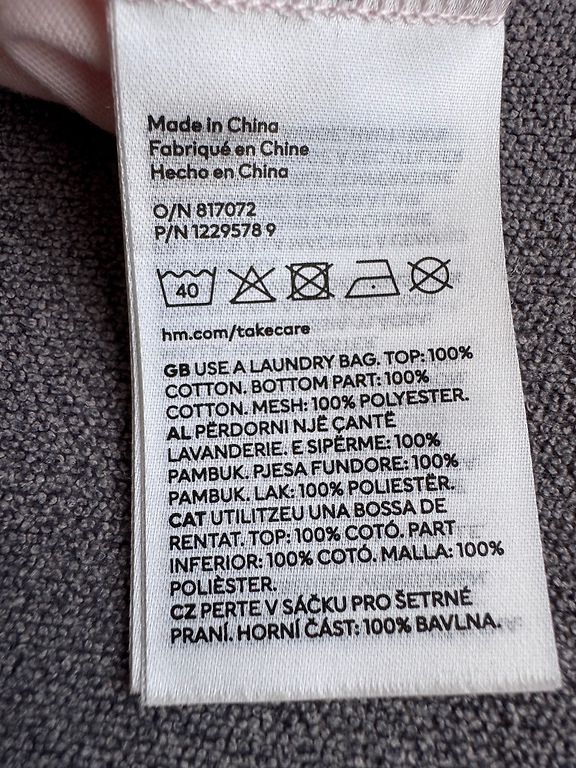 Made in China
Fabriqué en Chine
Hecho en China
O/N 817072
P/N 1229578 9
40
hm.com/takecare
GB USE A LAUNDRY BAG. TOP: 100%
COTTON. BOTTOM PART: 100%
COTTON. MESH: 100% POLYESTER.
AL PËRDORNI NJË ÇANTË
LAVANDERIE. E SIPËRME: 100%
PAMBUK. PJESA FUNDORE: 100%
PAMBUK. LAK: 100% POLIESTËR.
CAT UTILITZEU UNA BOSSA DE
RENTAT. TOP: 100% COTÓ. PART
INFERIOR: 100% COTÓ. MALLA: 100%
POLIÈSTER.
CZ PERTE V SÁČKU PRO ŠETRNÉ
PRANÍ. HORNÍ ČÁST: 100% BAVLNA.